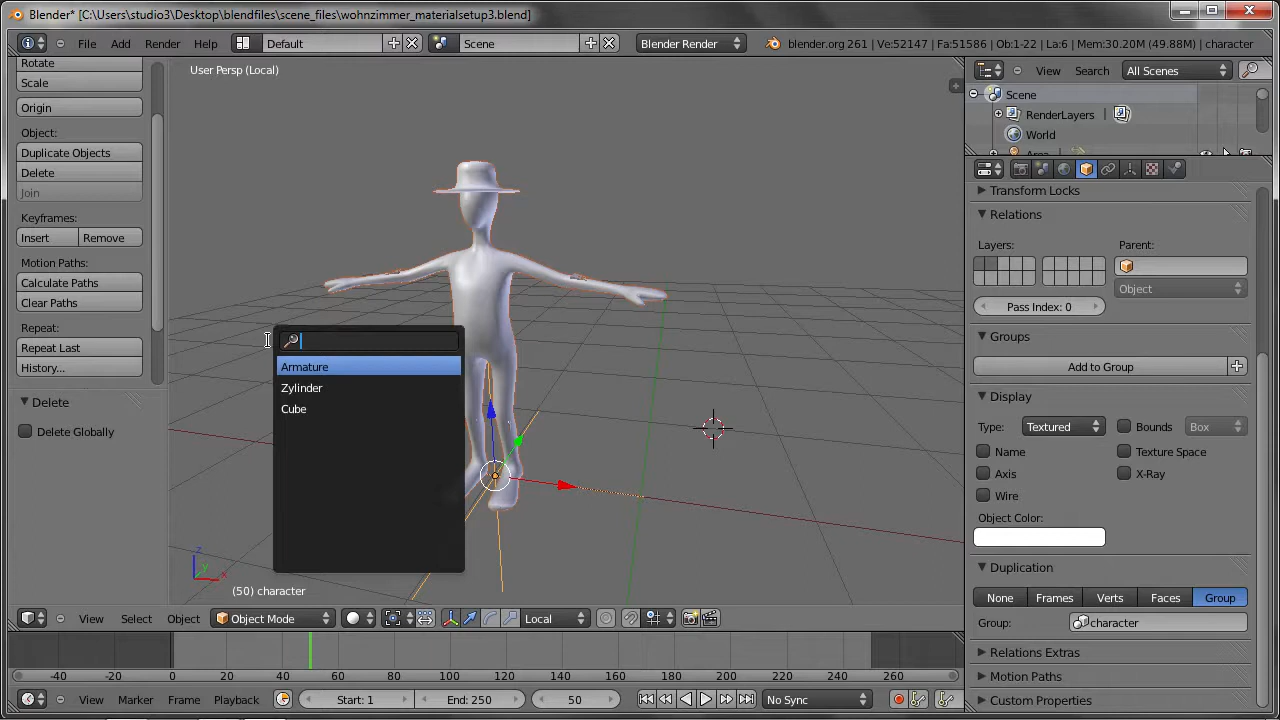 Blender* [C:\Users\studio3\Desktop\blendfiles\scene_files\wohnzimmer_materialsetup3.blend]
File Add Render Help Default Scene Blender Render blender.org 261 | Ve:52147 | Fa:51586 | Ob:1-22 | La:6 | Mem:30.20M (49.88M) | character
Rotate
Scale
Origin
Object:
Duplicate Objects
Delete
Join
Keyframes:
Insert Remove
Motion Paths:
Calculate Paths
Clear Paths
Repeat:
Repeat Last
History...
Delete
Delete Globally
User Persp (Local)
Armature
Zylinder
Cube
z
y
x
(50) character
View Search All Scenes
Scene
RenderLayers |
World
Transform Locks
Relations
Layers: Parent:
Object
Pass Index: 0
Groups
Add to Group
Display
Type: Textured Bounds Box
Name Texture Space
Axis X-Ray
Wire
Object Color:
Duplication
None Frames Verts Faces Group
Group: character
Relations Extras
Motion Paths
Custom Properties
View Select Object Object Mode Local
-40 -20 0 20 40 60 80 100 120 140 160 180 200 220 240 260
View Marker Frame Playback Start: 1 End: 250 50 No Sync